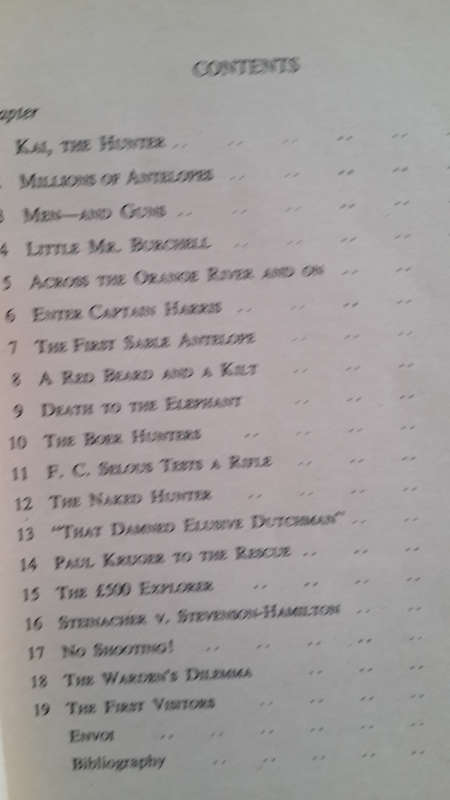 CONTENTS
apter
KAI, THE HUNTER .. .. .. .. ..
MILLIONS OF ANTELOPES .. .. .. ..
3 MEN—AND GUNS .. .. .. .. ..
4 LITTLE MR. BURCHELL .. .. .. ..
5 ACROSS THE ORANGE RIVER AND ON .. ..
6 ENTER CAPTAIN HARRIS .. .. .. ..
7 THE FIRST SABLE ANTELOPE .. .. ..
8 A RED BEARD AND A KILT .. .. ..
9 DEATH TO THE ELEPHANT .. .. ..
10 THE BOER HUNTERS .. .. .. ..
11 F. C. SELOUS TESTS A RIFLE .. .. ..
12 THE NAKED HUNTER .. .. .. ..
13 "THAT DAMNED ELUSIVE DUTCHMAN" .. ..
14 PAUL KRUGER TO THE RESCUE .. .. ..
15 THE £500 EXPLORER .. .. .. ..
16 STEINACHER V. STEVENSON-HAMILTON .. ..
17 NO SHOOTING! .. .. .. .. ..
18 THE WARDEN'S DILEMMA .. .. ..
19 THE FIRST VISITORS .. .. .. ..
ENVOI .. .. .. .. .. ..
Bibliography .. .. .. .. ..